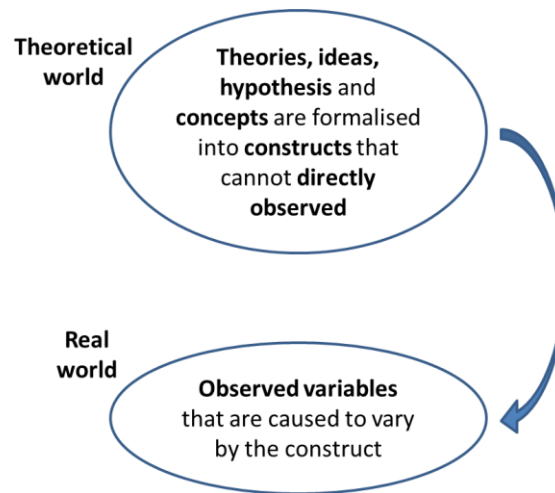 Theoretical
world
Theories, ideas,
hypothesis and
concepts are formalised
into constructs that
cannot directly
observed
Real
world
Observed variables
that are caused to vary
by the construct